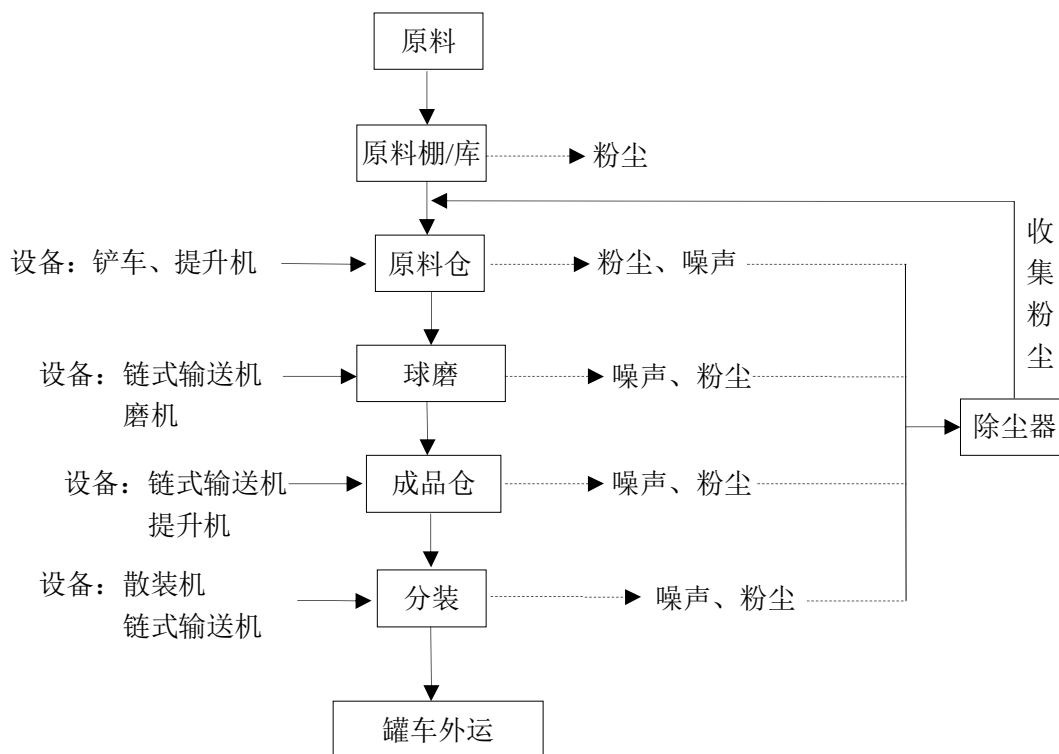 原料
原料棚/库
粉尘
设备：铲车、提升机
原料仓
粉尘、噪声
收集粉尘
设备：链式输送机
磨机
球磨
噪声、粉尘
除尘器
设备：链式输送机
提升机
成品仓
噪声、粉尘
设备：散装机
链式输送机
分装
噪声、粉尘
罐车外运